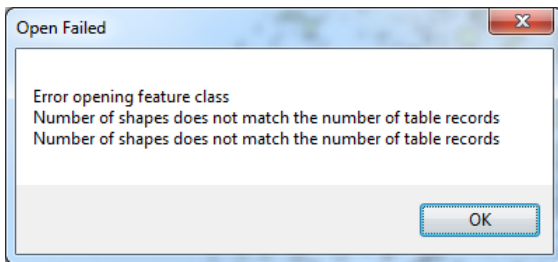 Open Failed
Error opening feature class
Number of shapes does not match the number of table records
Number of shapes does not match the number of table records
OK